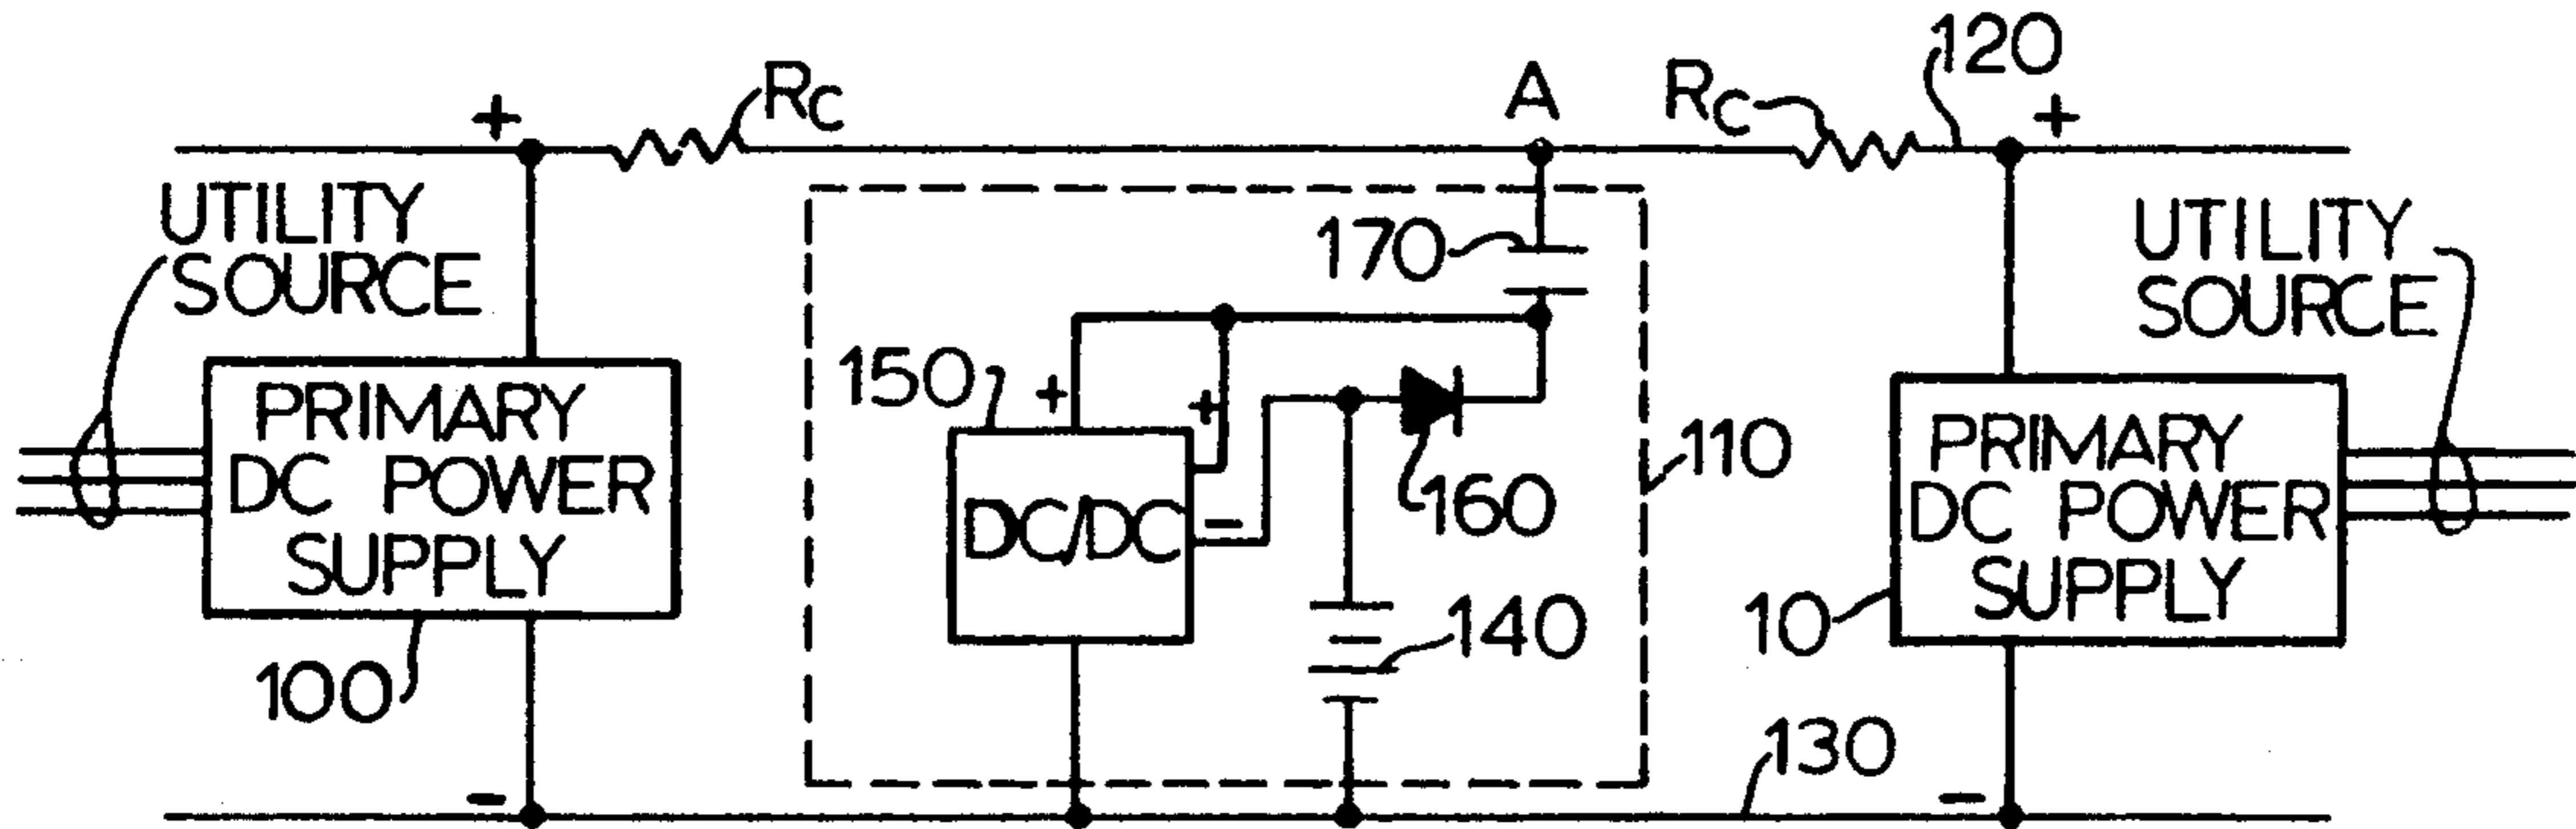 120
+
RC
A
RC
+
UTILITY
SOURCE
170
UTILITY
SOURCE
150
+
+
PRIMARY
DC POWER
SUPPLY
110
PRIMARY
DC POWER
SUPPLY
DC/DC
-
160
140
10
100
130
-
-